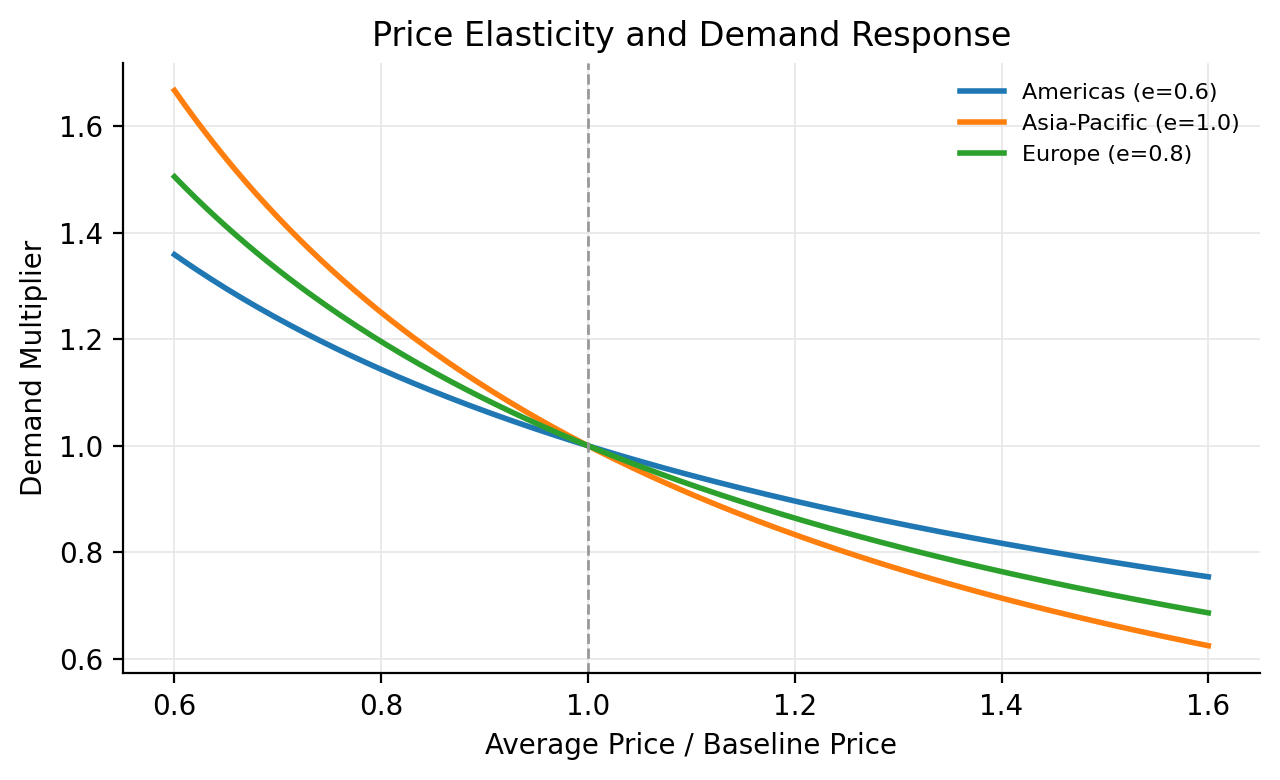 Price Elasticity and Demand Response
Americas (e=0.6)
Asia-Pacific (e=1.0)
Europe (e=0.8)
Demand Multiplier
1.6
1.4
1.2
1.0
0.8
0.6
0.6 0.8 1.0 1.2 1.4 1.6
Average Price / Baseline Price